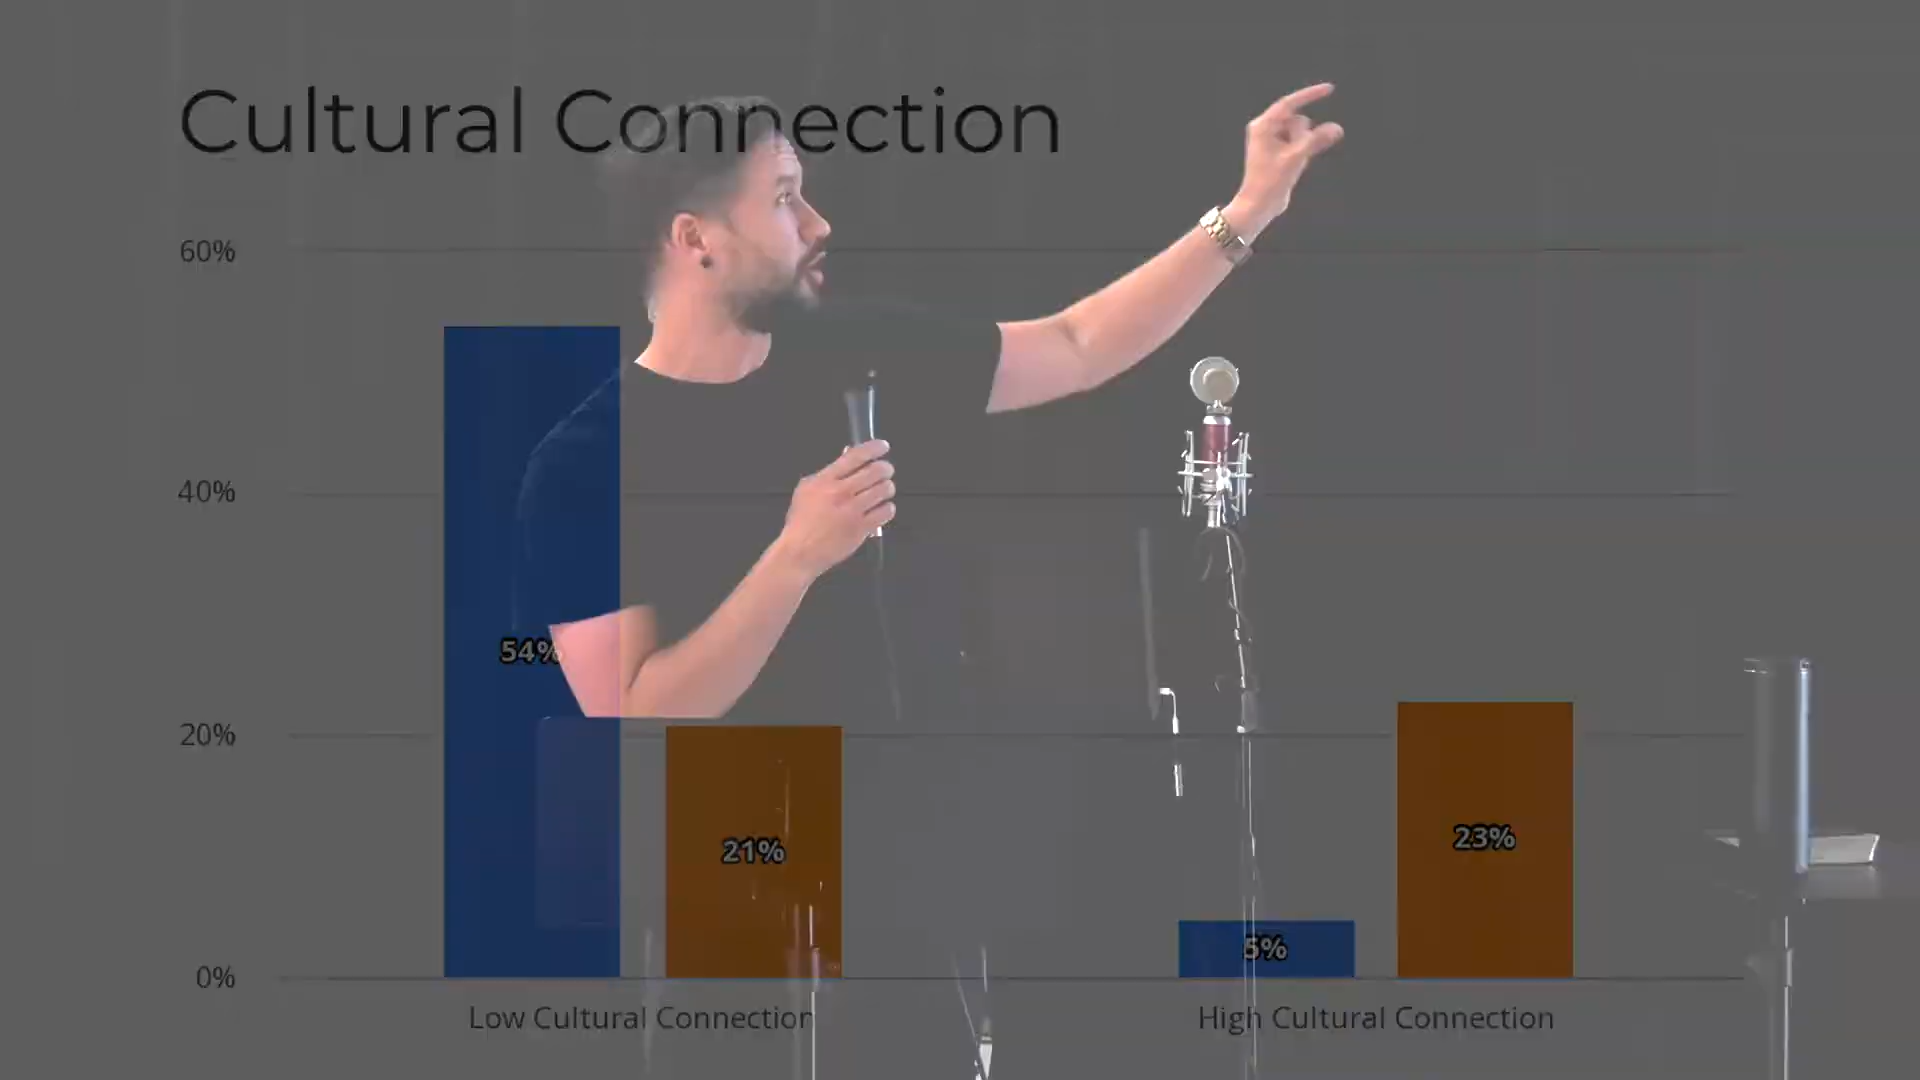 Cultural Connection
60%
40%
20%
0%
54%
21%
5%
23%
Low Cultural Connection
High Cultural Connection